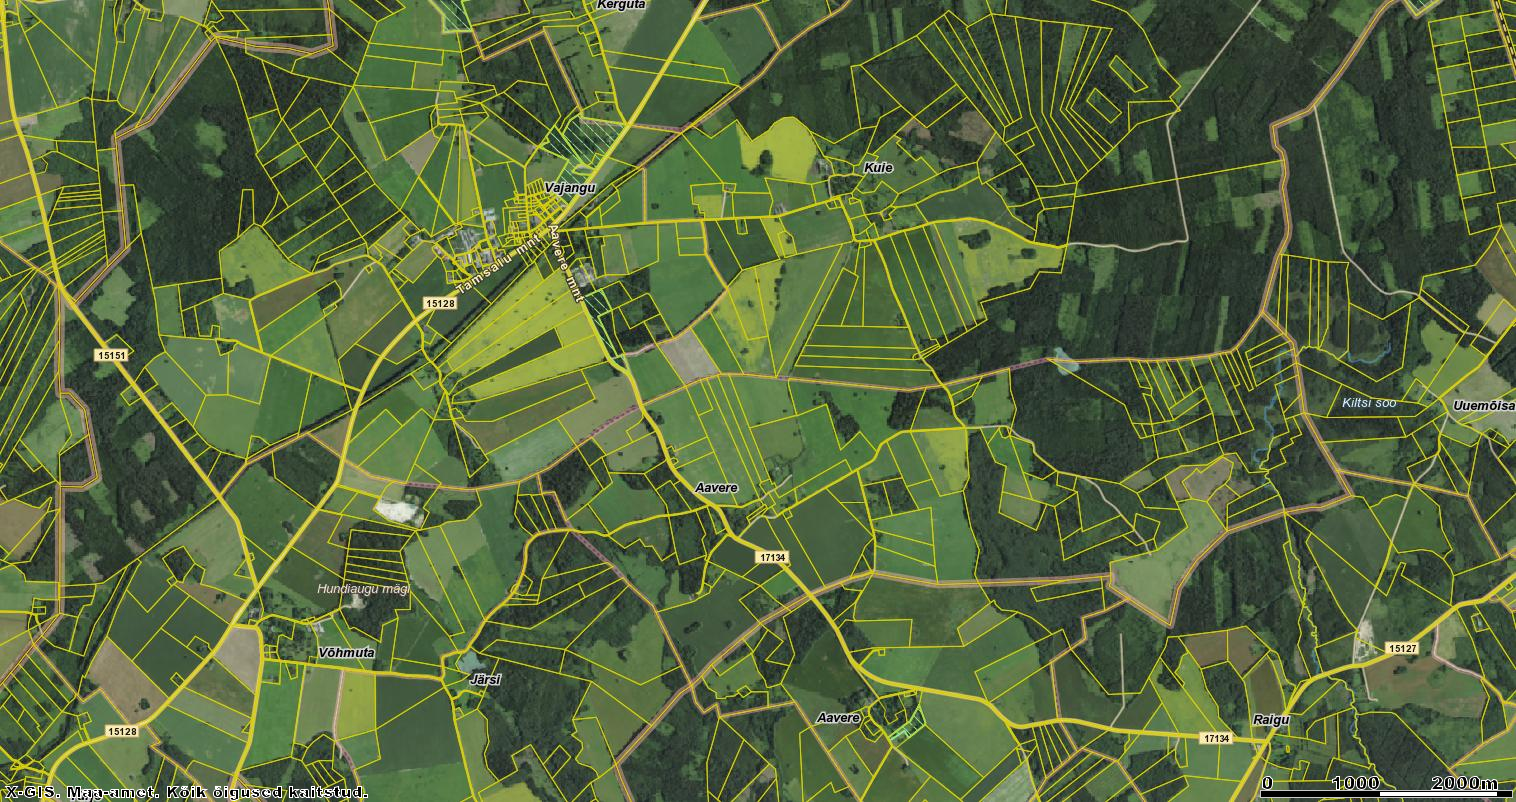 Kerguta
Kuie
Vajangu
Aavere mnt
Tamsalu mnt
15128
15151
Kiltsi soo
Uuemõisa
Aavere
17134
Hundiaugu mägi
Võhmuta
15127
Järsi
Aavere
Raigu
15128
17134
0 1000 2000m
X-GIS. Maa-amet. Kõik õigused kaitstud.